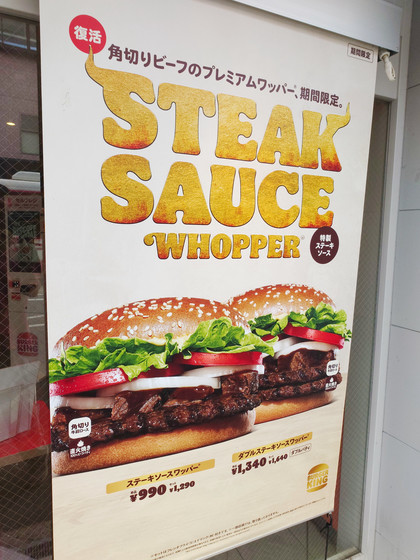 復活
期間限定
角切りビーフのプレミアムワッパー、期間限定。
STEAK
SAUCE
WHOPPER
特製
ステーキ
ソース
角切り
牛肩ロース
直火焼き
ステーキソースワッパー
¥990 ¥1,290
ダブルステーキソースワッパー
¥1,340 ¥1,640
BURGER
KING